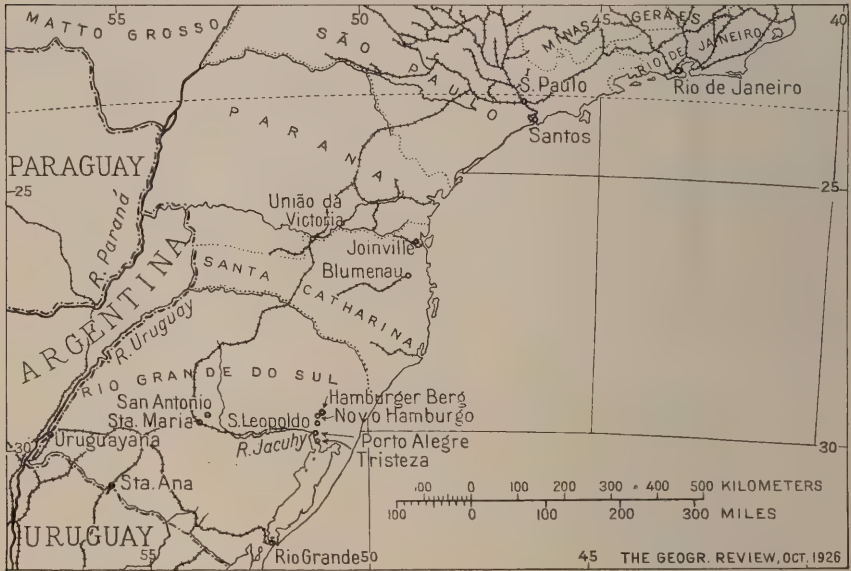 55
50
45
40
MATTO GROSSO
SÃO PAULO
MINAS GERAES
RIO DE JANEIRO
S. Paulo
Rio de Janeiro
Santos
PARANA
PARAGUAY
25
25
R. Paraná
União da
Victoria
Joinville
Blumenau
SANTA CATHARINA
ARGENTINA
R. Uruguay
RIO GRANDE DO SUL
San Antonio
Sta. Maria
S. Leopoldo
Hamburger Berg
Novo Hamburgo
R. Jacuhy
Porto Alegre
Tristeza
Uruguayana
30
30
Sta. Ana
100 0 100 200 300 400 500 KILOMETERS
100 0 100 200 300 MILES
URUGUAY
55
Rio Grande
50
45
THE GEOGR. REVIEW, OCT. 1926